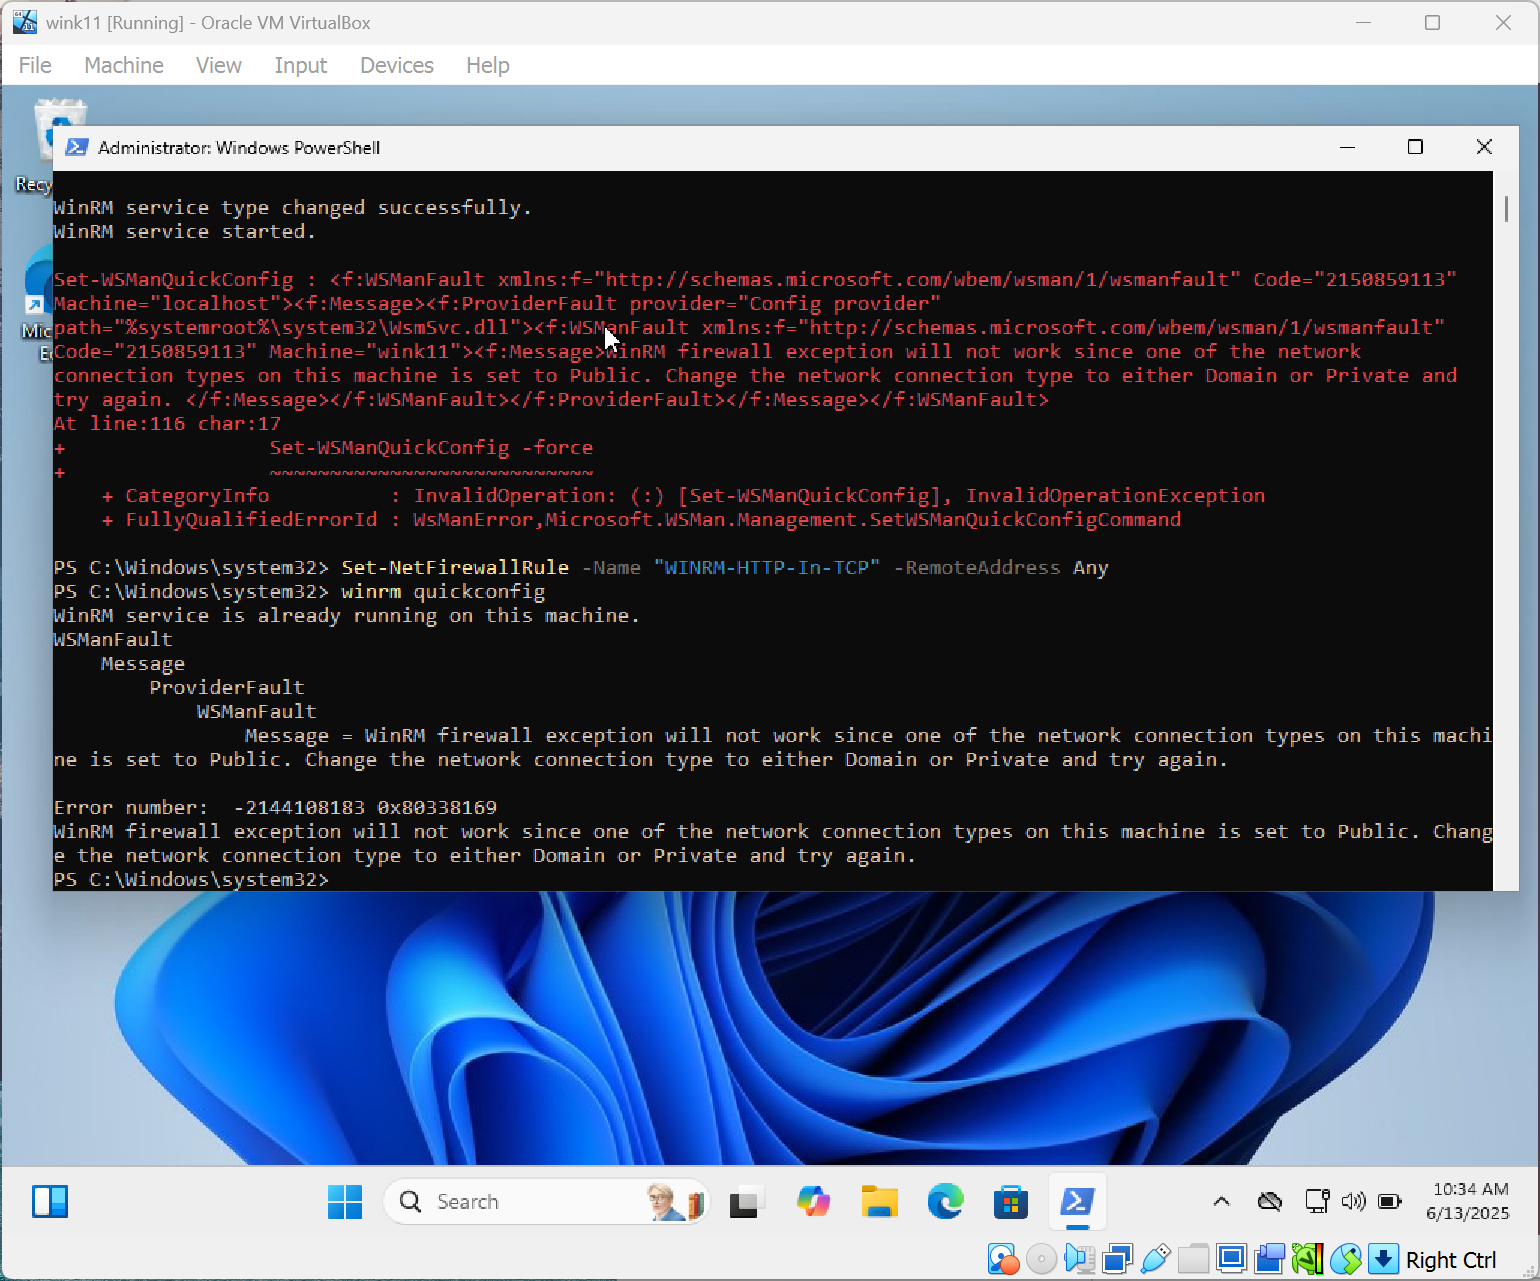 wink11 [Running] - Oracle VM VirtualBox
File Machine View Input Devices Help
Recy
Mic
E
Administrator: Windows PowerShell
WinRM service type changed successfully.
WinRM service started.
Set-WSManQuickConfig : <f:WSManFault xmlns:f="http://schemas.microsoft.com/wbem/wsman/1/wsmanfault" Code="2150859113"
Machine="localhost"><f:Message><f:ProviderFault provider="Config provider"
path="%systemroot%\system32\WsmSvc.dll"><f:WSManFault xmlns:f="http://schemas.microsoft.com/wbem/wsman/1/wsmanfault"
Code="2150859113" Machine="wink11"><f:Message>WinRM firewall exception will not work since one of the network
connection types on this machine is set to Public. Change the network connection type to either Domain or Private and
try again. </f:Message></f:WSManFault></f:ProviderFault></f:Message></f:WSManFault>
At line:116 char:17
+                 Set-WSManQuickConfig -force
+                 ~~~~~~~~~~~~~~~~~~~~~~~~~~~
    + CategoryInfo          : InvalidOperation: (:) [Set-WSManQuickConfig], InvalidOperationException
    + FullyQualifiedErrorId : WsManError,Microsoft.WSMan.Management.SetWSManQuickConfigCommand
PS C:\Windows\system32> Set-NetFirewallRule -Name "WINRM-HTTP-In-TCP" -RemoteAddress Any
PS C:\Windows\system32> winrm quickconfig
WinRM service is already running on this machine.
WSManFault
    Message
        ProviderFault
            WSManFault
                Message = WinRM firewall exception will not work since one of the network connection types on this machi
ne is set to Public. Change the network connection type to either Domain or Private and try again.
Error number:  -2144108183 0x80338169
WinRM firewall exception will not work since one of the network connection types on this machine is set to Public. Chang
e the network connection type to either Domain or Private and try again.
PS C:\Windows\system32>
Search
10:34 AM
6/13/2025
Right Ctrl